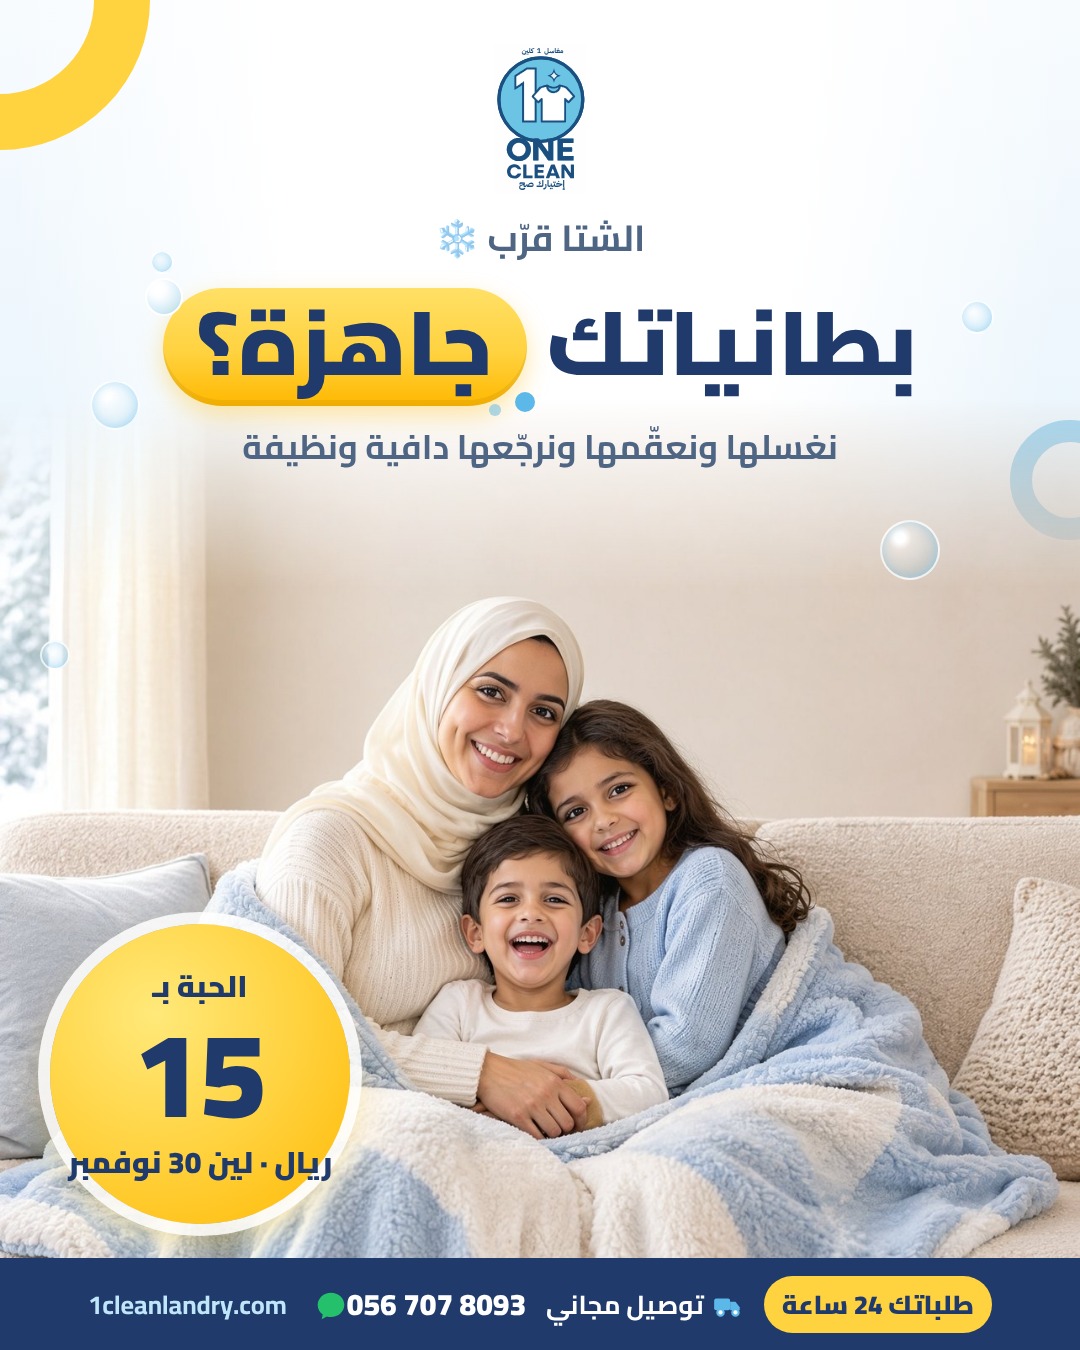 مغاسل 1 كلين
1
ONE
CLEAN
إختيارك صح
الشتا قرّب
بطانياتك جاهزة؟
نغسلها ونعقّمها ونرجّعها دافية ونظيفة
الحبة بـ
15
ريال · لين 30 نوفمبر
طلباتك 24 ساعة
توصيل مجاني
056 707 8093
1cleanlandry.com